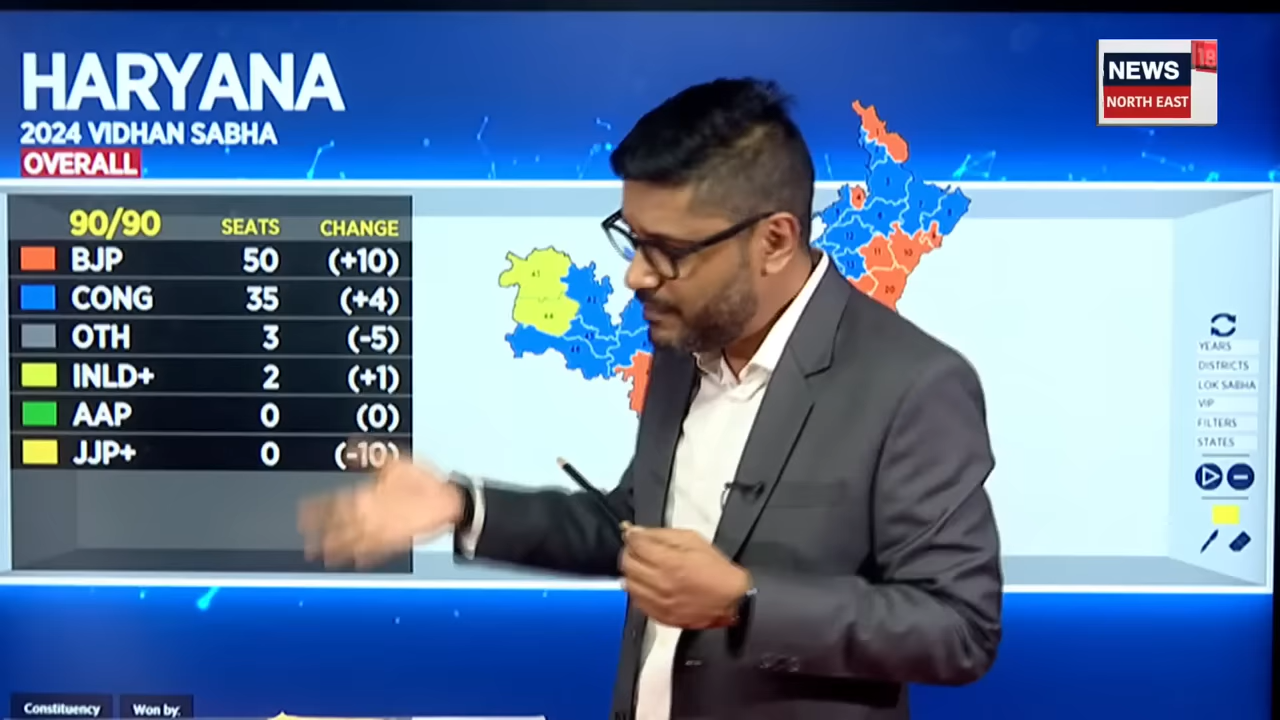 HARYANA
2024 VIDHAN SABHA
OVERALL
90/90 SEATS CHANGE
BJP 50 (+10)
CONG 35 (+4)
OTH 3 (-5)
INLD+ 2 (+1)
AAP 0 (0)
JJP+ 0 (-10)
NEWS 18
NORTH EAST
YEARS
DISTRICTS
LOK SABHA
VIP
FILTERS
STATES
Constituency Won by: